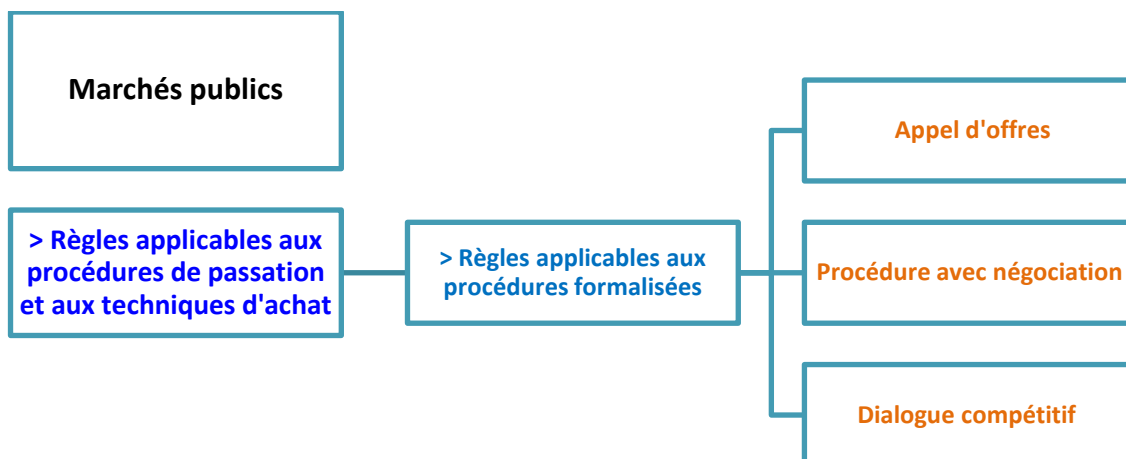 Marchés publics
> Règles applicables aux
procédures de passation
et aux techniques d'achat
> Règles applicables aux
procédures formalisées
Appel d'offres
Procédure avec négociation
Dialogue compétitif